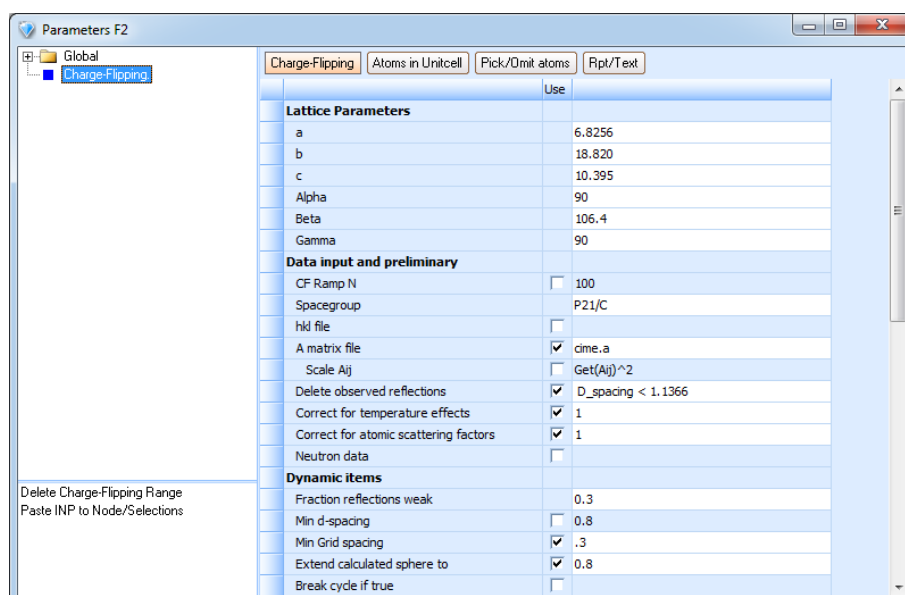 Parameters F2
Global
Charge-Flipping
Delete Charge-Flipping Range
Paste INP to Node/Selections
Charge-Flipping Atoms in Unitcell Pick/Omit atoms Rpt/Text
Use
Lattice Parameters
a 6.8256
b 18.820
c 10.395
Alpha 90
Beta 106.4
Gamma 90
Data input and preliminary
CF Ramp N 100
Spacegroup P21/C
hkl file
A matrix file cime.a
Scale Aij Get(Aij)^2
Delete observed reflections D_spacing < 1.1366
Correct for temperature effects 1
Correct for atomic scattering factors 1
Neutron data
Dynamic items
Fraction reflections weak 0.3
Min d-spacing 0.8
Min Grid spacing .3
Extend calculated sphere to 0.8
Break cycle if true